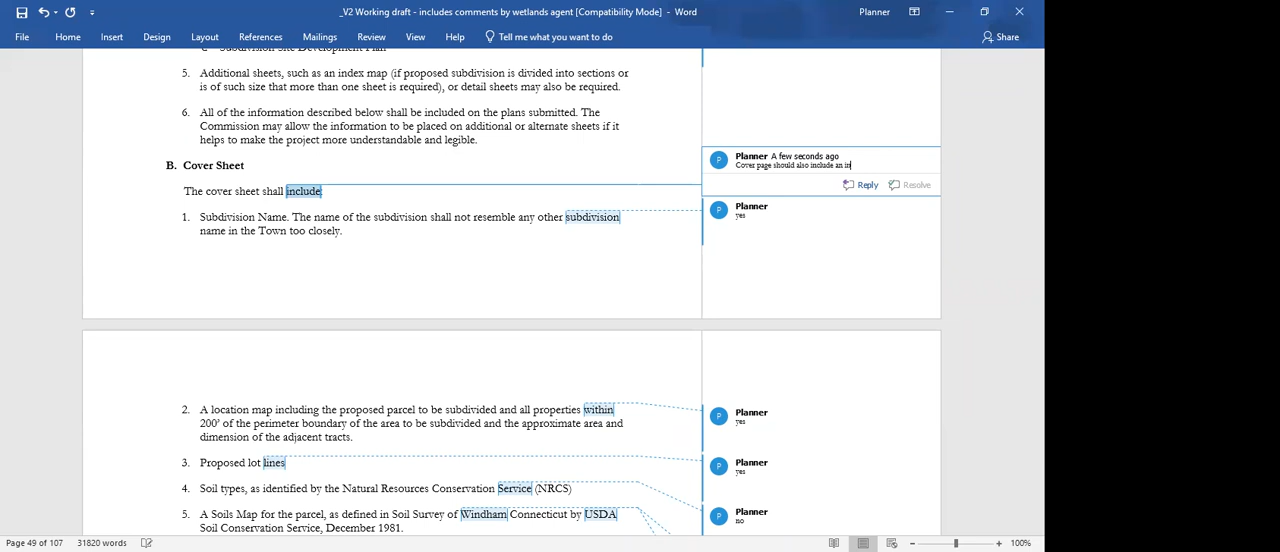 _V2 Working draft - includes comments by wetlands agent [Compatibility Mode] - Word
Planner
File Home Insert Design Layout References Mailings Review View Help Tell me what you want to do Share
Subdivision Site Development Plan
5. Additional sheets, such as an index map (if proposed subdivision is divided into sections or
is of such size that more than one sheet is required), or detail sheets may also be required.
6. All of the information described below shall be included on the plans submitted. The
Commission may allow the information to be placed on additional or alternate sheets if it
helps to make the project more understandable and legible.
B. Cover Sheet
The cover sheet shall include:
1. Subdivision Name. The name of the subdivision shall not resemble any other subdivision
name in the Town too closely.
P Planner A few seconds ago
Cover page should also include an in
Reply Resolve
P Planner
yes
2. A location map including the proposed parcel to be subdivided and all properties within
200' of the perimeter boundary of the area to be subdivided and the approximate area and
dimension of the adjacent tracts.
3. Proposed lot lines
4. Soil types, as identified by the Natural Resources Conservation Service (NRCS)
5. A Soils Map for the parcel, as defined in Soil Survey of Windham Connecticut by USDA
Soil Conservation Service, December 1981.
P Planner
yes
P Planner
yes
P Planner
no
Page 49 of 107 31820 words 100%